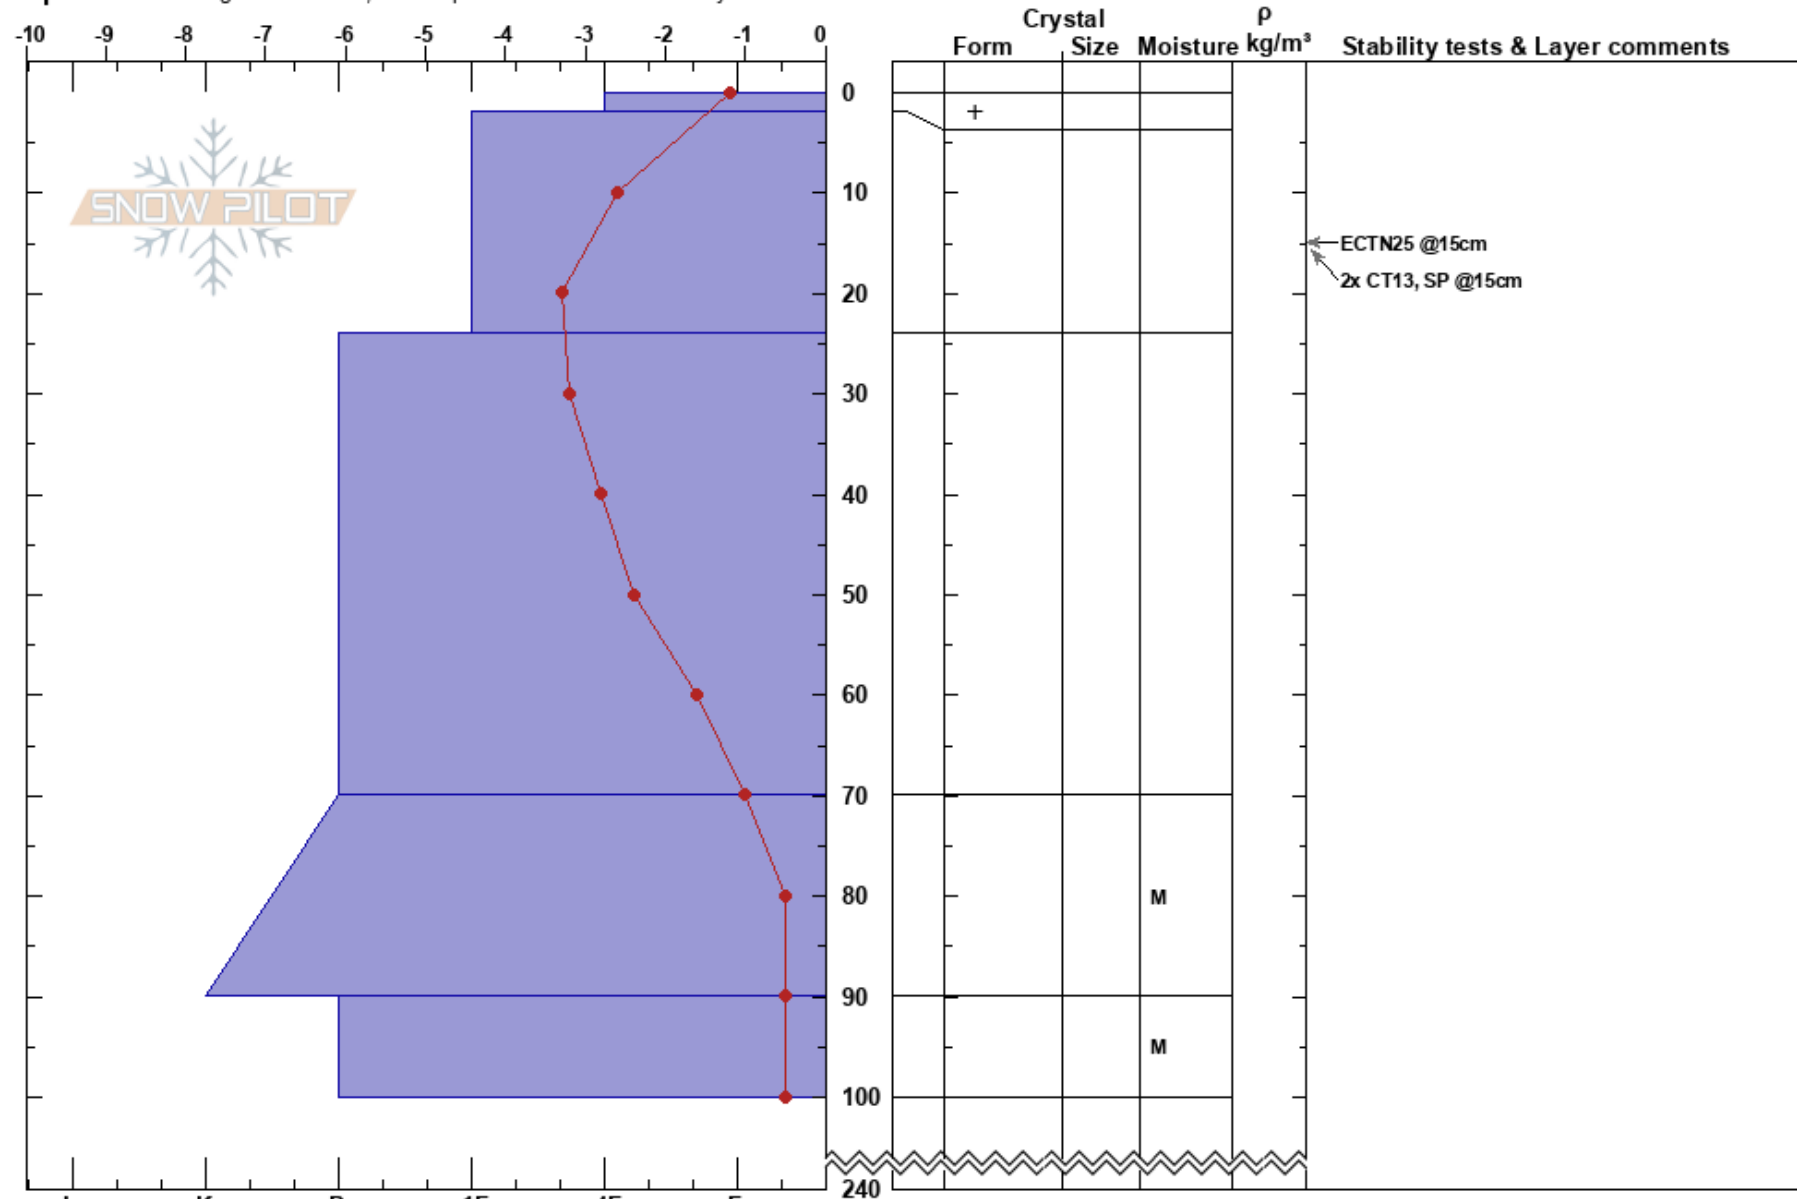 -10 -9 -8 -7 -6 -5 -4 -3 -2 -1 0
Crystal
Form Size Moisture
ρ
kg/m³
Stability tests & Layer comments
SNOW PILOT
0
+
10
ECTN25 @15cm
2x CT13, SP @15cm
20
30
40
50
60
70
80
M
90
M
100
240